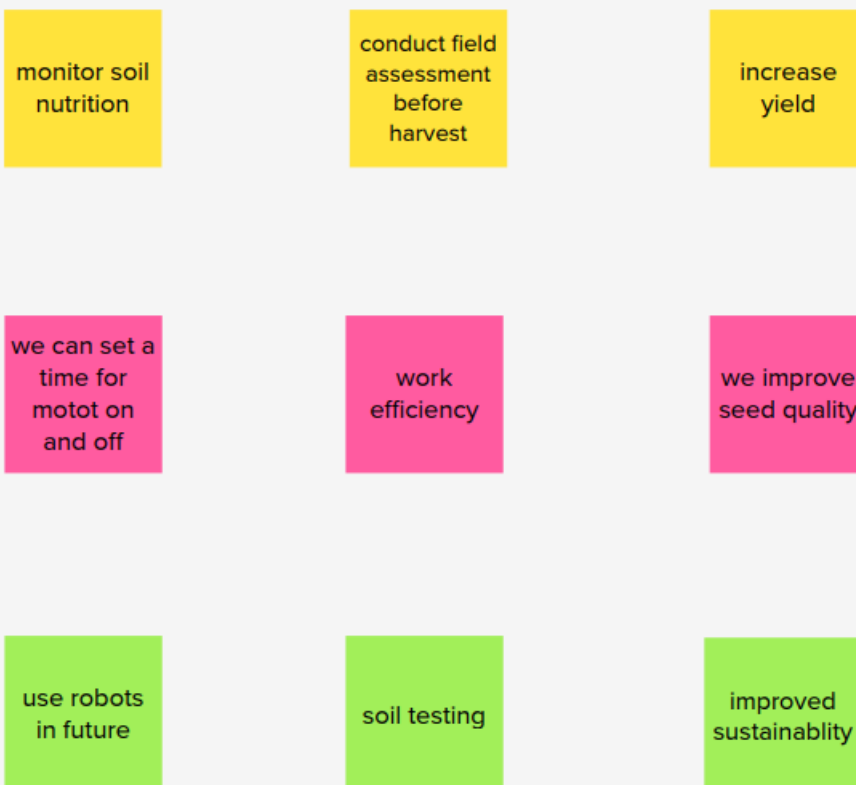 monitor soil
nutrition
conduct field
assessment
before
harvest
increase
yield
we can set a
time for
motot on
and off
work
efficiency
we improve
seed quality
use robots
in future
soil testing
improved
sustainablity